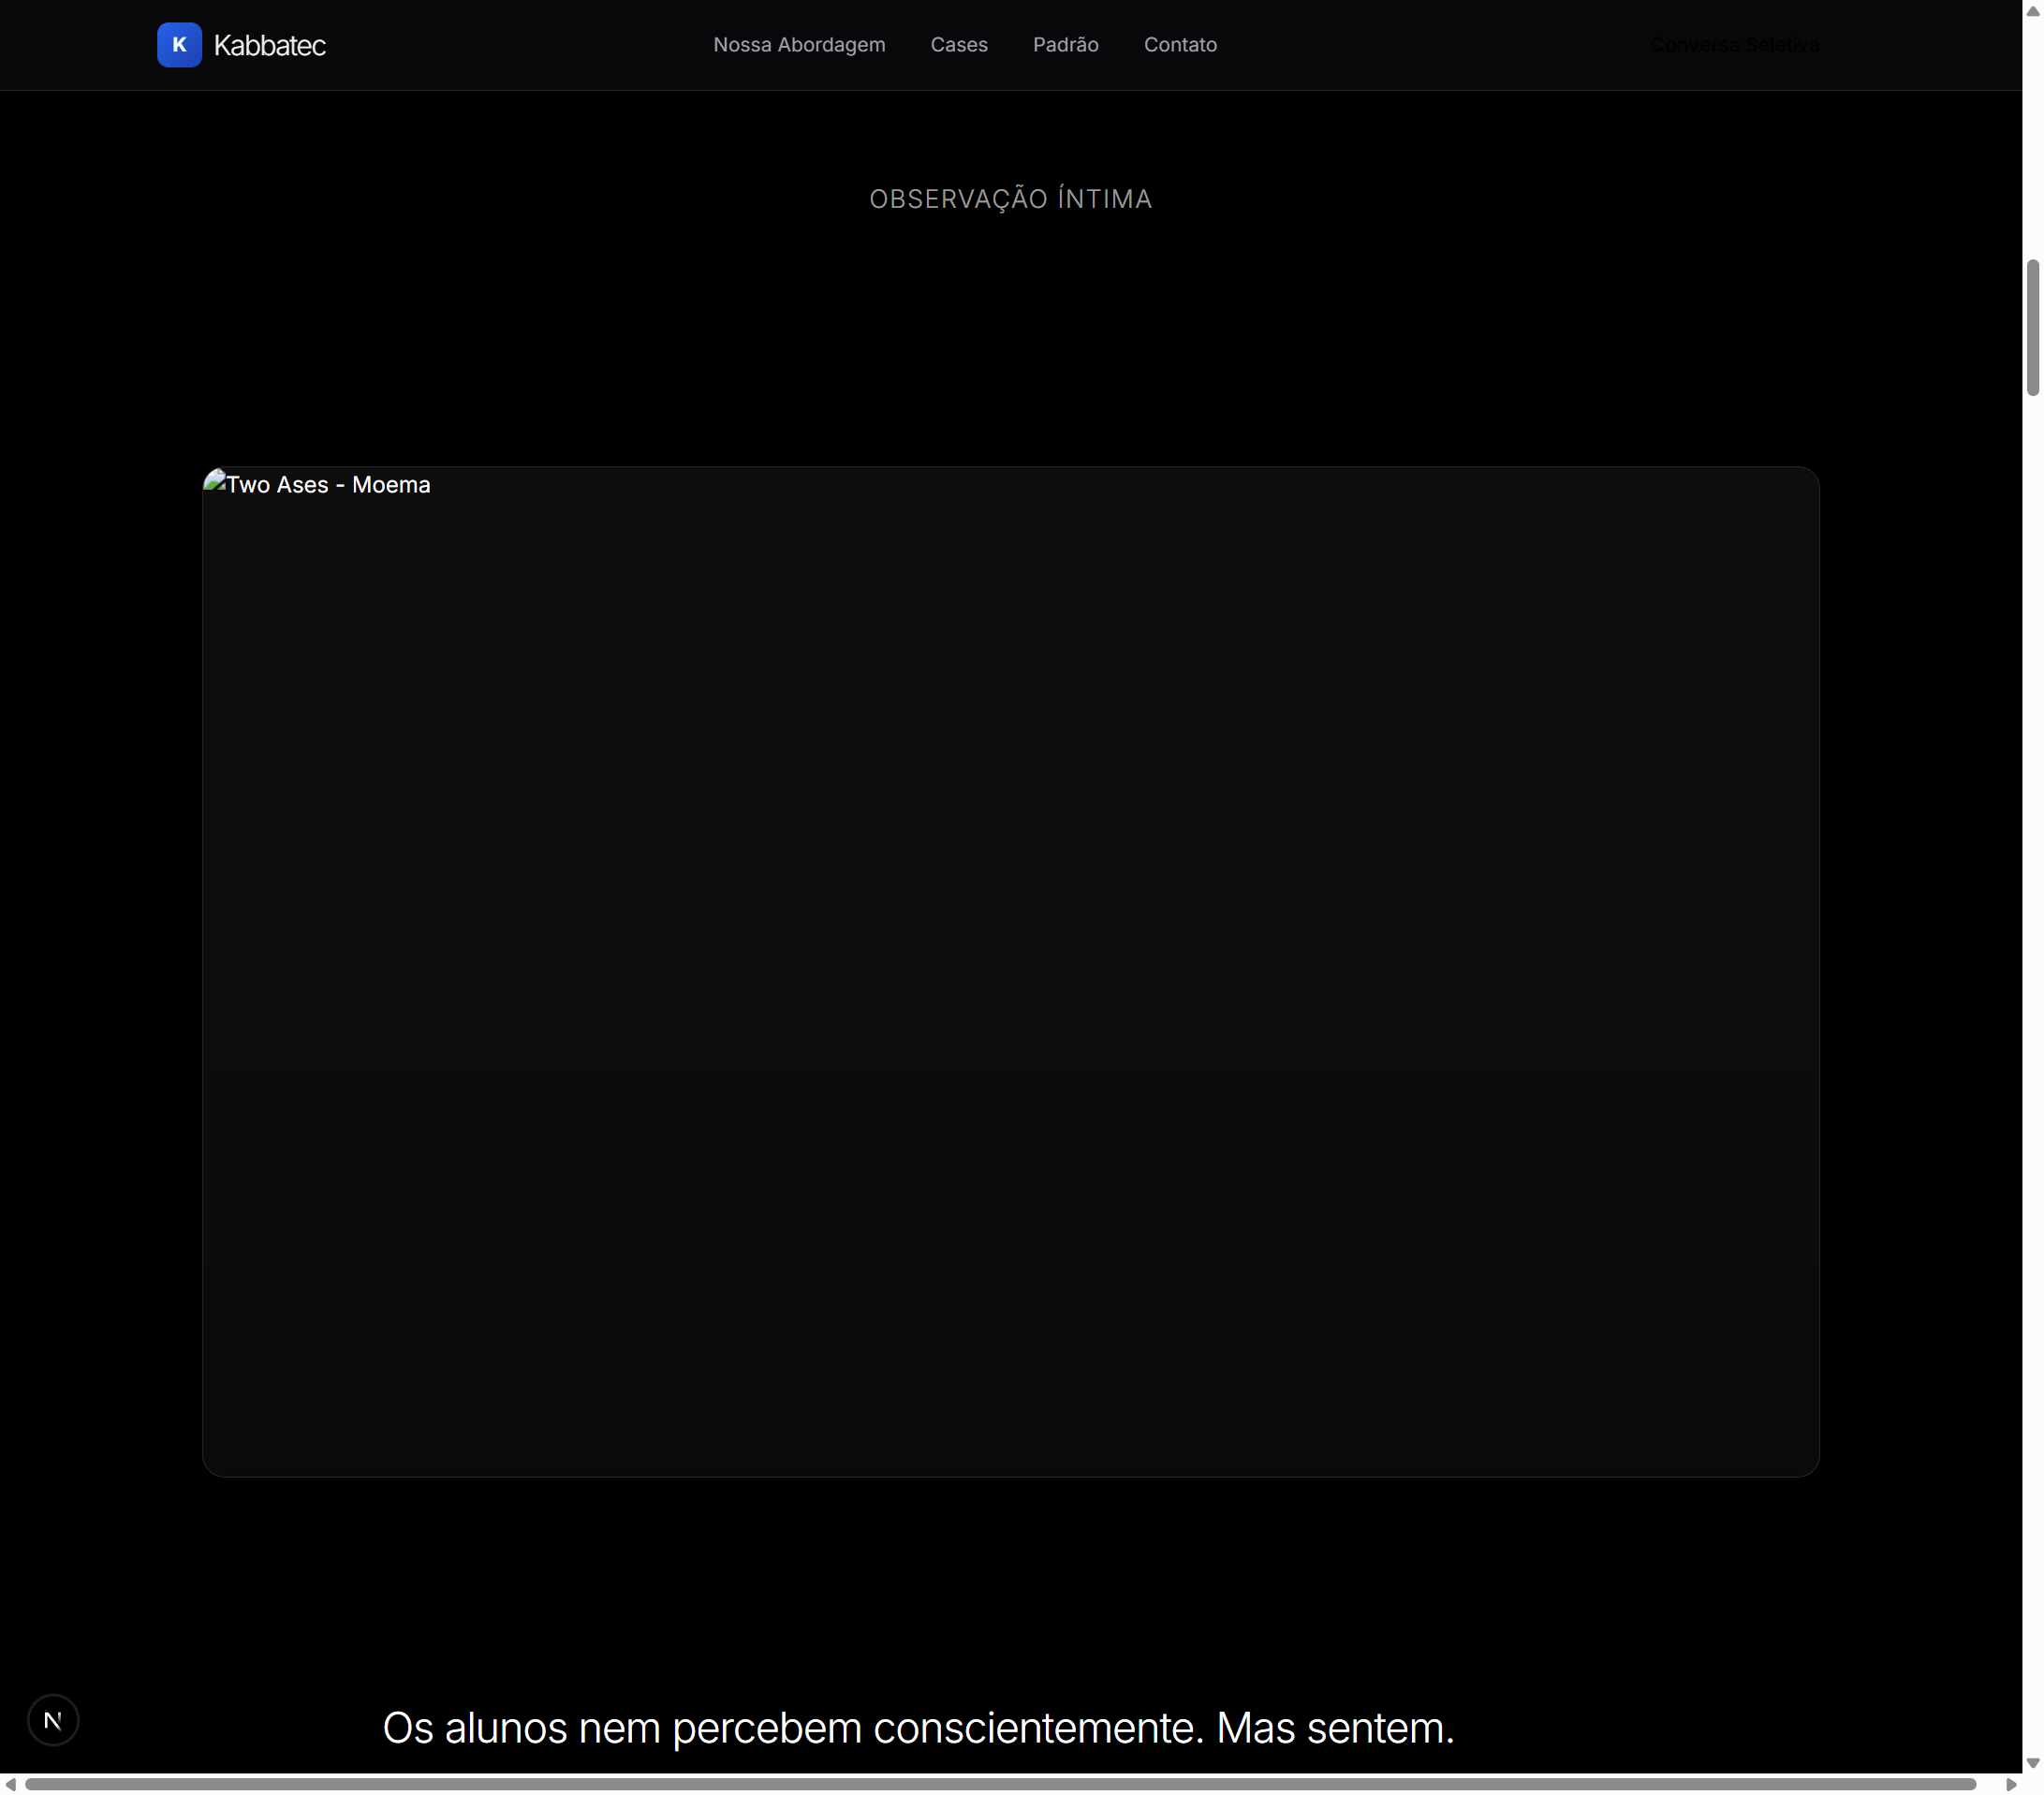 K Kabbatec
Nossa Abordagem Cases Padrão Contato
Conversa Seletiva
OBSERVAÇÃO ÍNTIMA
Two Ases - Moema
N
Os alunos nem percebem conscientemente. Mas sentem.